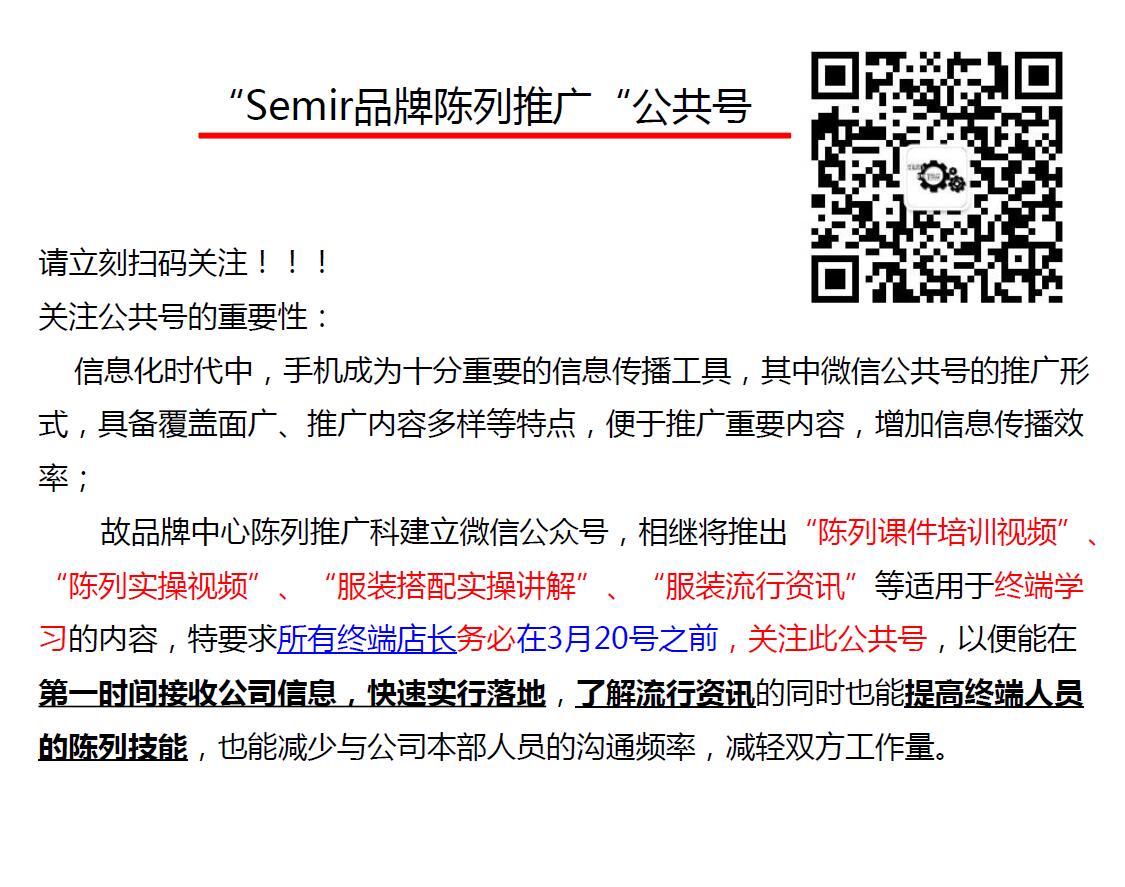 “Semir品牌陈列推广“公共号
请立刻扫码关注！！！
关注公共号的重要性：
信息化时代中，手机成为十分重要的信息传播工具，其中微信公共号的推广形
式，具备覆盖面广、推广内容多样等特点，便于推广重要内容，增加信息传播效
率；
故品牌中心陈列推广科建立微信公众号，相继将推出“陈列课件培训视频”、
“陈列实操视频”、“服装搭配实操讲解”、“服装流行资讯”等适用于终端学
习的内容，特要求所有终端店长务必在3月20号之前，关注此公共号，以便能在
第一时间接收公司信息，快速实行落地，了解流行资讯的同时也能提高终端人员
的陈列技能，也能减少与公司本部人员的沟通频率，减轻双方工作量。